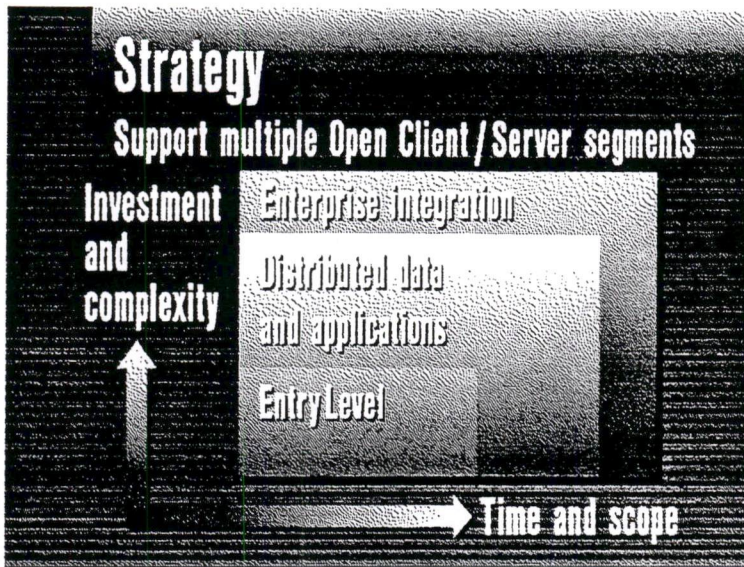 Strategy
Support multiple Open Client / Server segments
Investment
and
complexity
Enterprise integration
Distributed data
and applications
Entry Level
Time and scope